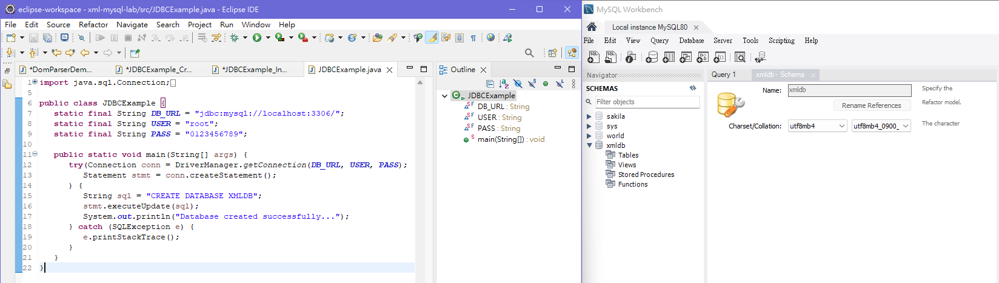 eclipse-workspace - xml-mysql-lab/src/JDBCExample.java - Eclipse IDE
File Edit Source Refactor Navigate Search Project Run Window Help
*DomParserDem...
*JDBCExample_Cr...
*JDBCExample_In...
JDBCExample.java
1 import java.sql.Connection;
5
6 public class JDBCExample {
7 static final String DB_URL = "jdbc:mysql://localhost:3306/";
8 static final String USER = "root";
9 static final String PASS = "0123456789";
10
11 public static void main(String[] args) {
12 try(Connection conn = DriverManager.getConnection(DB_URL, USER, PASS);
13 Statement stmt = conn.createStatement();
14 ) {
15 String sql = "CREATE DATABASE XMLDB";
16 stmt.executeUpdate(sql);
17 System.out.println("Database created successfully...");
18 } catch (SQLException e) {
19 e.printStackTrace();
20 }
21 }
22 }
Outline
JDBCExample
DB_URL : String
USER : String
PASS : String
main(String[]) : void
MySQL Workbench
Local instance MySQL80
File Edit View Query Database Server Tools Scripting Help
Navigator
SCHEMAS
Filter objects
sakila
sys
world
xmldb
Tables
Views
Stored Procedures
Functions
Query 1
xmldb - Schema
Name: xmldb
Specify the
Rename References
Refactor model,
Charset/Collation: utf8mb4 utf8mb4_0900_
The character